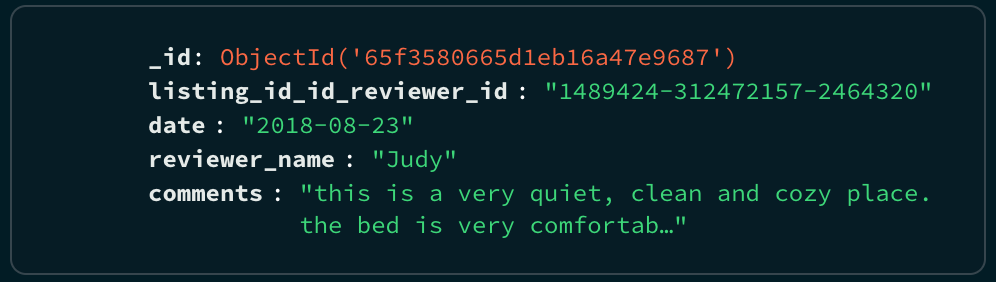 _id: ObjectId('65f3580665d1eb16a47e9687')
listing_id_id_reviewer_id : "1489424-312472157-2464320"
date : "2018-08-23"
reviewer_name : "Judy"
comments : "this is a very quiet, clean and cozy place.
the bed is very comfortab…"